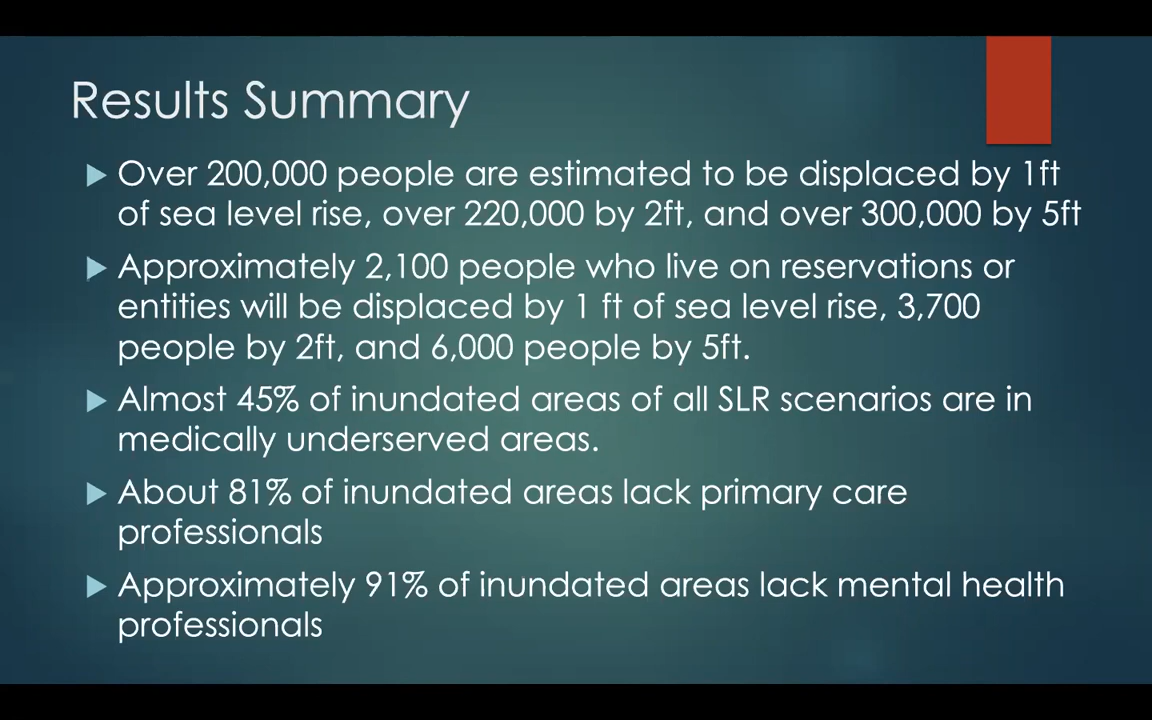 Results Summary
Over 200,000 people are estimated to be displaced by 1ft
of sea level rise, over 220,000 by 2ft, and over 300,000 by 5ft
Approximately 2,100 people who live on reservations or
entities will be displaced by 1 ft of sea level rise, 3,700
people by 2ft, and 6,000 people by 5ft.
Almost 45% of inundated areas of all SLR scenarios are in
medically underserved areas.
About 81% of inundated areas lack primary care
professionals
Approximately 91% of inundated areas lack mental health
professionals